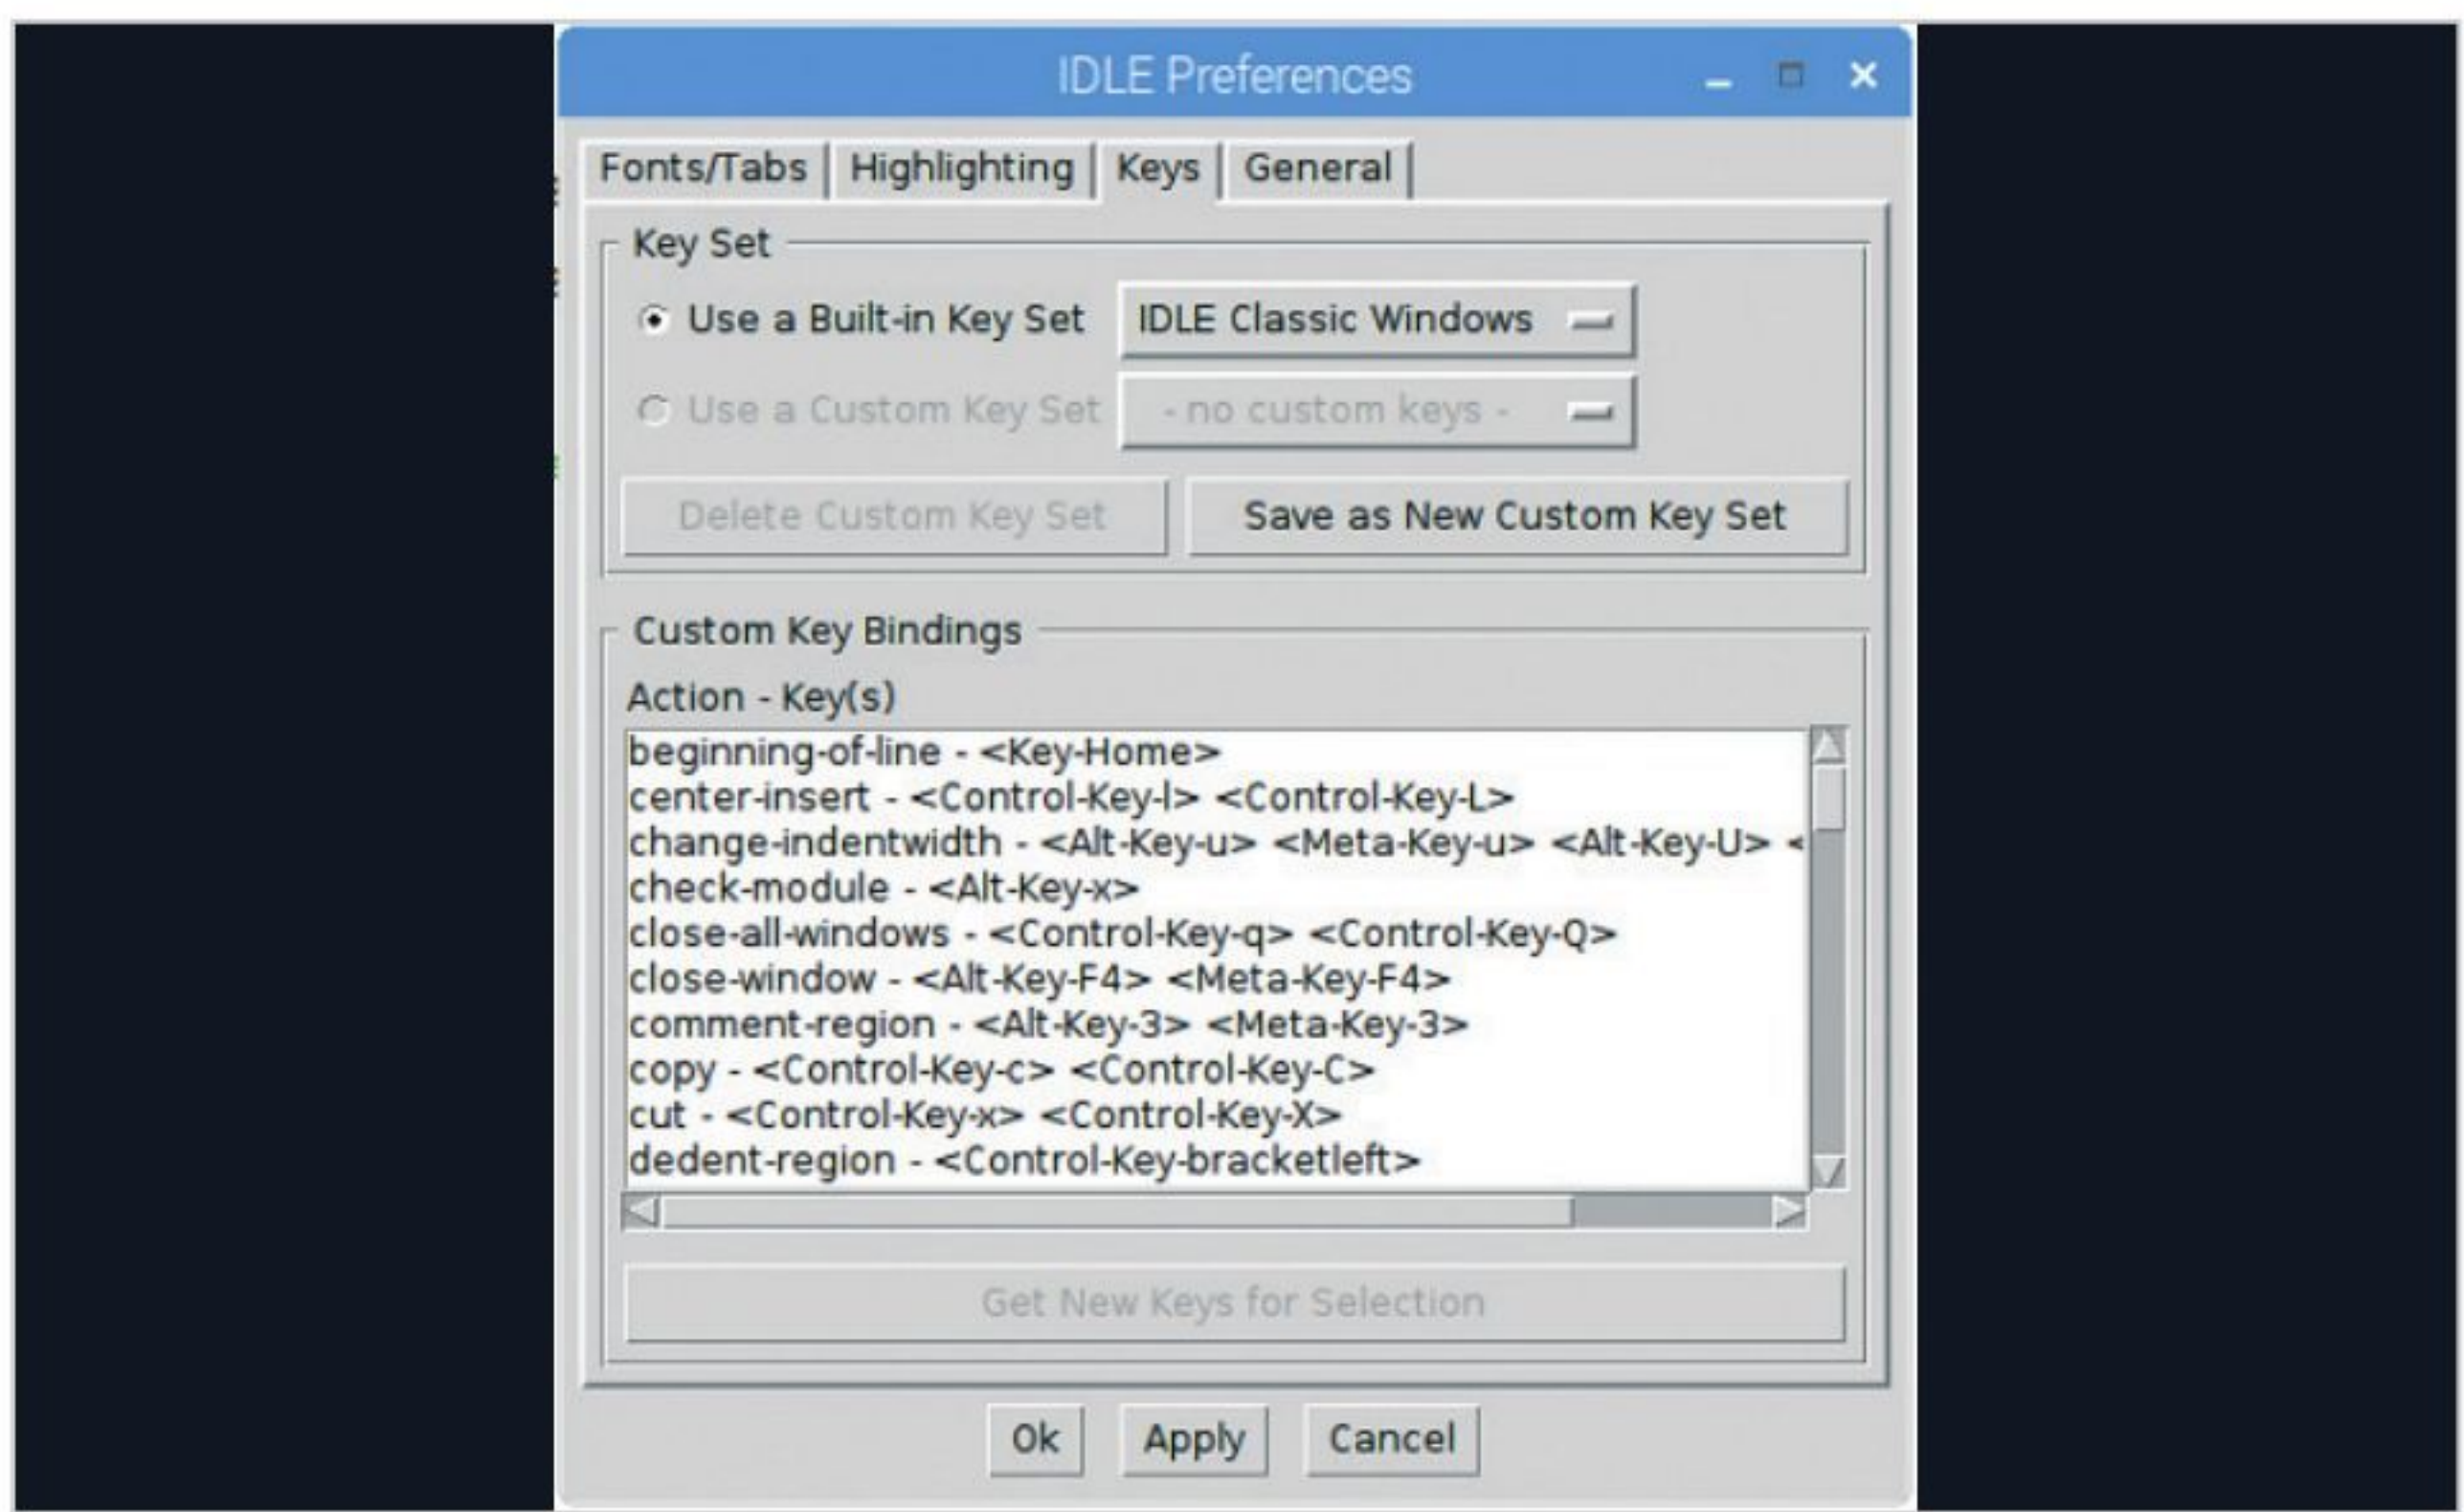 IDLE Preferences
Fonts/Tabs Highlighting Keys General
Key Set
Use a Built-in Key Set IDLE Classic Windows
Use a Custom Key Set - no custom keys -
Delete Custom Key Set Save as New Custom Key Set
Custom Key Bindings
Action - Key(s)
beginning-of-line - <Key-Home>
center-insert - <Control-Key-l> <Control-Key-L>
change-indentwidth - <Alt-Key-u> <Meta-Key-u> <Alt-Key-U> <
check-module - <Alt-Key-x>
close-all-windows - <Control-Key-q> <Control-Key-Q>
close-window - <Alt-Key-F4> <Meta-Key-F4>
comment-region - <Alt-Key-3> <Meta-Key-3>
copy - <Control-Key-c> <Control-Key-C>
cut - <Control-Key-x> <Control-Key-X>
dedent-region - <Control-Key-bracketleft>
Get New Keys for Selection
Ok Apply Cancel